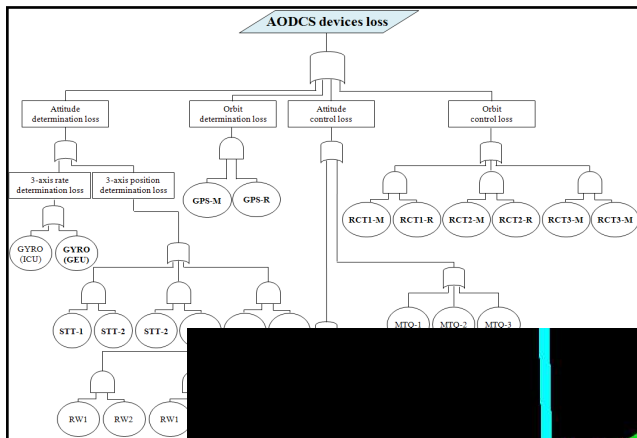 AODCS devices loss
Attitude
determination loss
Orbit
determination loss
Attitude
control loss
Orbit
control loss
3-axis rate
determination loss
3-axis position
determination loss
GPS-M
GPS-R
RCT1-M
RCT1-R
RCT2-M
RCT2-R
RCT3-M
RCT3-M
GYRO
(ICU)
GYRO
(GEU)
STT-1
STT-2
STT-2
MTQ-1
MTQ-2
MTQ-3
RW1
RW2
RW1